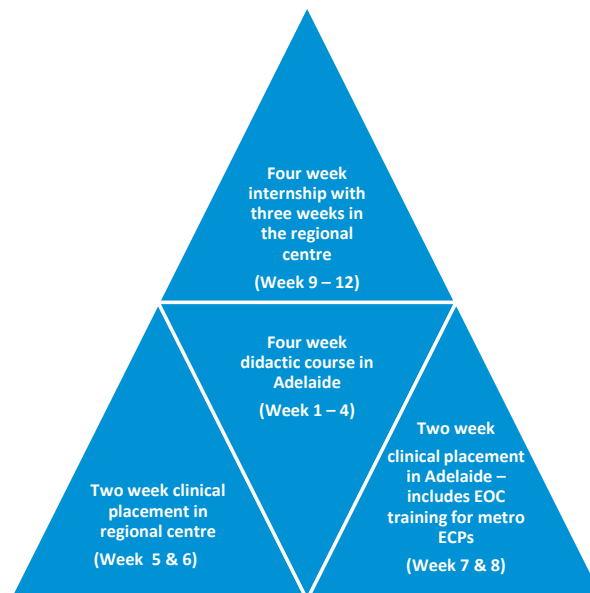 Four week
internship with
three weeks in
the regional
centre
(Week 9 – 12)
Four week
didactic course in
Adelaide
(Week 1 – 4)
Two week clinical
placement in
regional centre
(Week 5 & 6)
Two week
clinical placement
in Adelaide –
includes EOC
training for metro
ECPs
(Week 7 & 8)